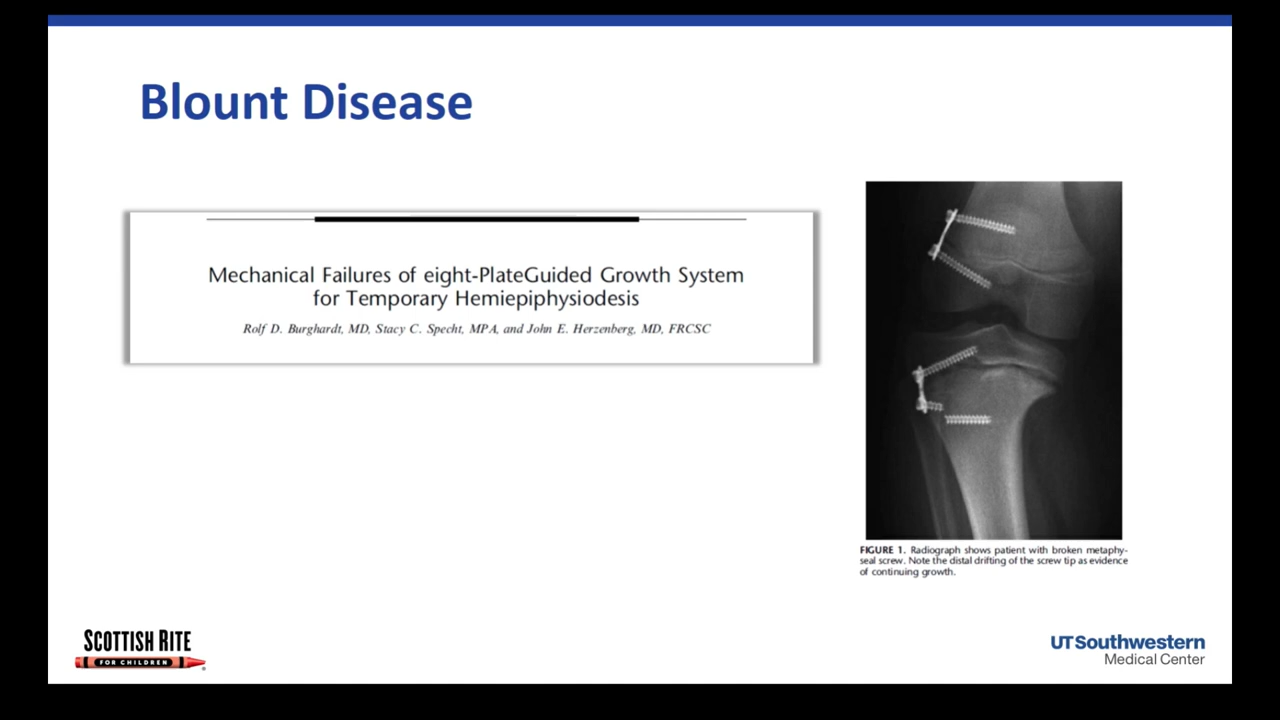 Blount Disease
Mechanical Failures of eight-PlateGuided Growth System
for Temporary Hemiepiphysiodesis
Rolf D. Burghardt, MD, Stacy C. Specht, MPA, and John E. Herzenberg, MD, FRCSC
FIGURE 1. Radiograph shows patient with broken metaphy-
seal screw. Note the distal drifting of the screw tip as evidence
of continuing growth.
SCOTTISH RITE
FOR CHILDREN
UTSouthwestern
Medical Center